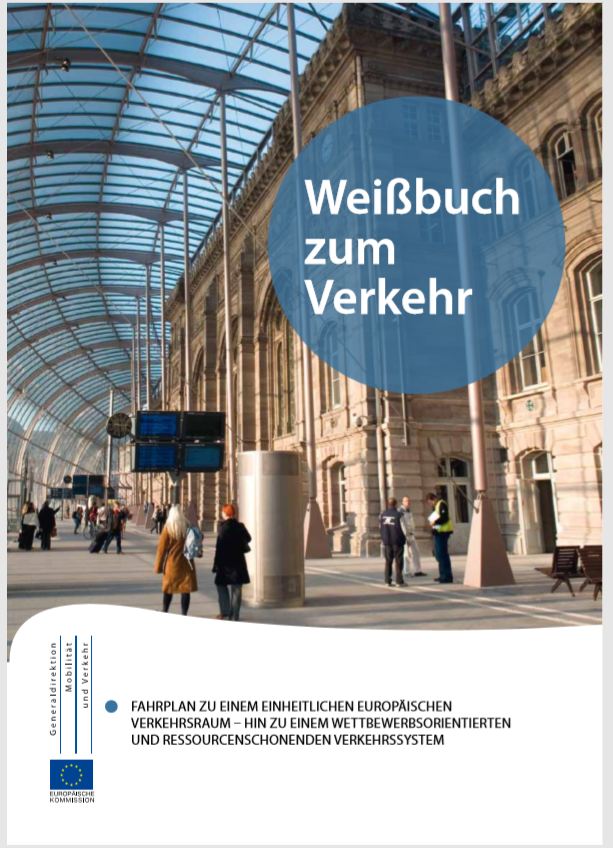 Weißbuch
zum
Verkehr
Generaldirektion
Mobilität
und Verkehr
FAHRPLAN ZU EINEM EINHEITLICHEN EUROPÄISCHEN
VERKEHRSRAUM – HIN ZU EINEM WETTBEWERBSORIENTIERTEN
UND RESSOURCENSCHONENDEN VERKEHRSSYSTEM
EUROPÄISCHE
KOMMISSION